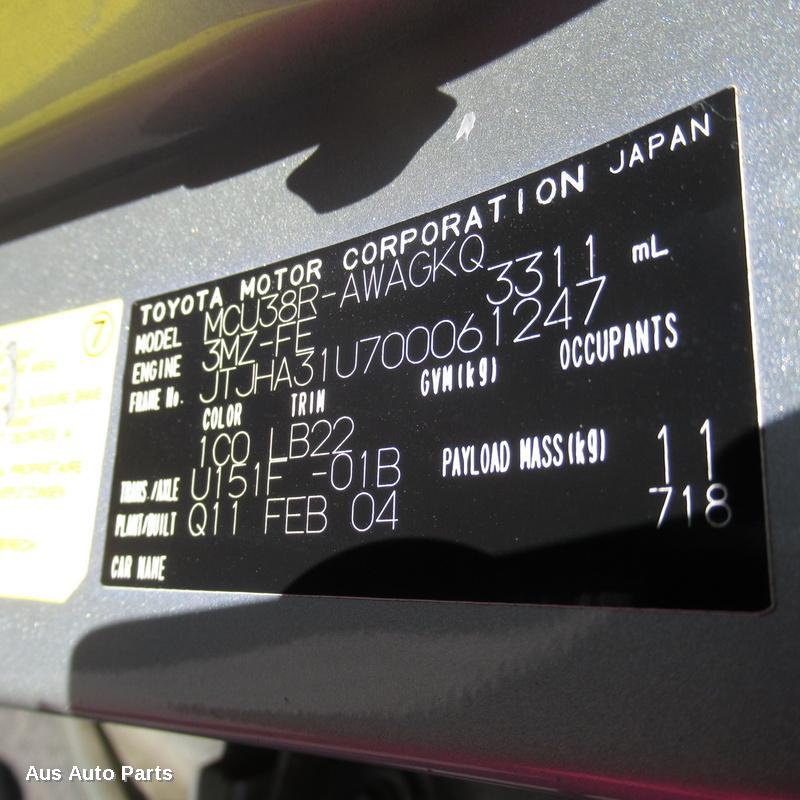 TOYOTA MOTOR CORPORATION JAPAN
MODEL MCU38R-AWAGKQ
ENGINE 3MZ-FE 3311 mL
FRAME No. JTJHA31U700061247
COLOR TRIM GVM(kg) OCCUPANTS
1C0 LB22
TRANS./AXLE U151F -01B PAYLOAD MASS(kg) 11
PLANT/BUILT Q11 FEB 04 718
CAR NAME
7
Aus Auto Parts